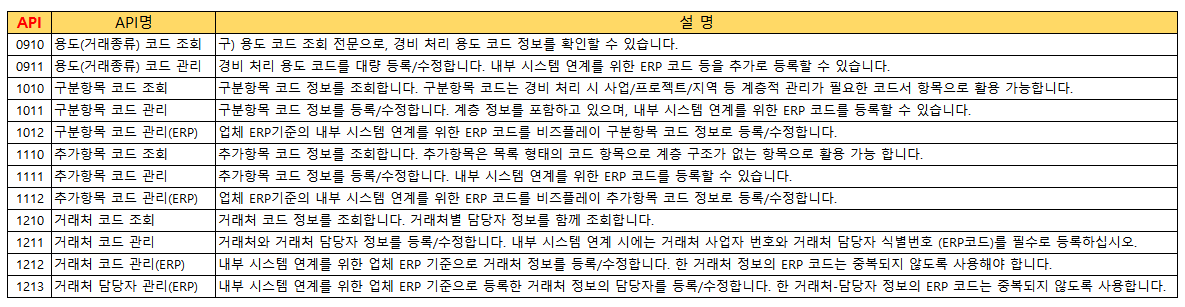 API API명 설 명
0910 용도(거래종류) 코드 조회 구) 용도 코드 조회 전문으로, 경비 처리 용도 코드 정보를 확인할 수 있습니다.
0911 용도(거래종류) 코드 관리 경비 처리 용도 코드를 대량 등록/수정합니다. 내부 시스템 연계를 위한 ERP 코드 등을 추가로 등록할 수 있습니다.
1010 구분항목 코드 조회 구분항목 코드 정보를 조회합니다. 구분항목 코드는 경비 처리 시 사업/프로젝트/지역 등 계층적 관리가 필요한 코드서 항목으로 활용 가능합니다.
1011 구분항목 코드 관리 구분항목 코드 정보를 등록/수정합니다. 계층 정보를 포함하고 있으며, 내부 시스템 연계를 위한 ERP 코드를 등록할 수 있습니다.
1012 구분항목 코드 관리(ERP) 업체 ERP기준의 내부 시스템 연계를 위한 ERP 코드를 비즈플레이 구분항목 코드 정보로 등록/수정합니다.
1110 추가항목 코드 조회 추가항목 코드 정보를 조회합니다. 추가항목은 목록 형태의 코드 항목으로 계층 구조가 없는 항목으로 활용 가능 합니다.
1111 추가항목 코드 관리 추가항목 코드 정보를 등록/수정합니다. 내부 시스템 연계를 위한 ERP 코드를 등록할 수 있습니다.
1112 추가항목 코드 관리(ERP) 업체 ERP기준의 내부 시스템 연계를 위한 ERP 코드를 비즈플레이 추가항목 코드 정보로 등록/수정합니다.
1210 거래처 코드 조회 거래처 코드 정보를 조회합니다. 거래처별 담당자 정보를 함께 조회합니다.
1211 거래처 코드 관리 거래처와 거래처 담당자 정보를 등록/수정합니다. 내부 시스템 연계 시에는 거래처 사업자 번호와 거래처 담당자 식별번호 (ERP코드)를 필수로 등록하십시오.
1212 거래처 코드 관리(ERP) 내부 시스템 연계를 위한 업체 ERP 기준으로 거래처 정보를 등록/수정합니다. 한 거래처 정보의 ERP 코드는 중복되지 않도록 사용해야 합니다.
1213 거래처 담당자 관리(ERP) 내부 시스템 연계를 위한 업체 ERP 기준으로 등록한 거래처 정보의 담당자를 등록/수정합니다. 한 거래처-담당자 정보의 ERP 코드는 중복되지 않도록 사용합니다.